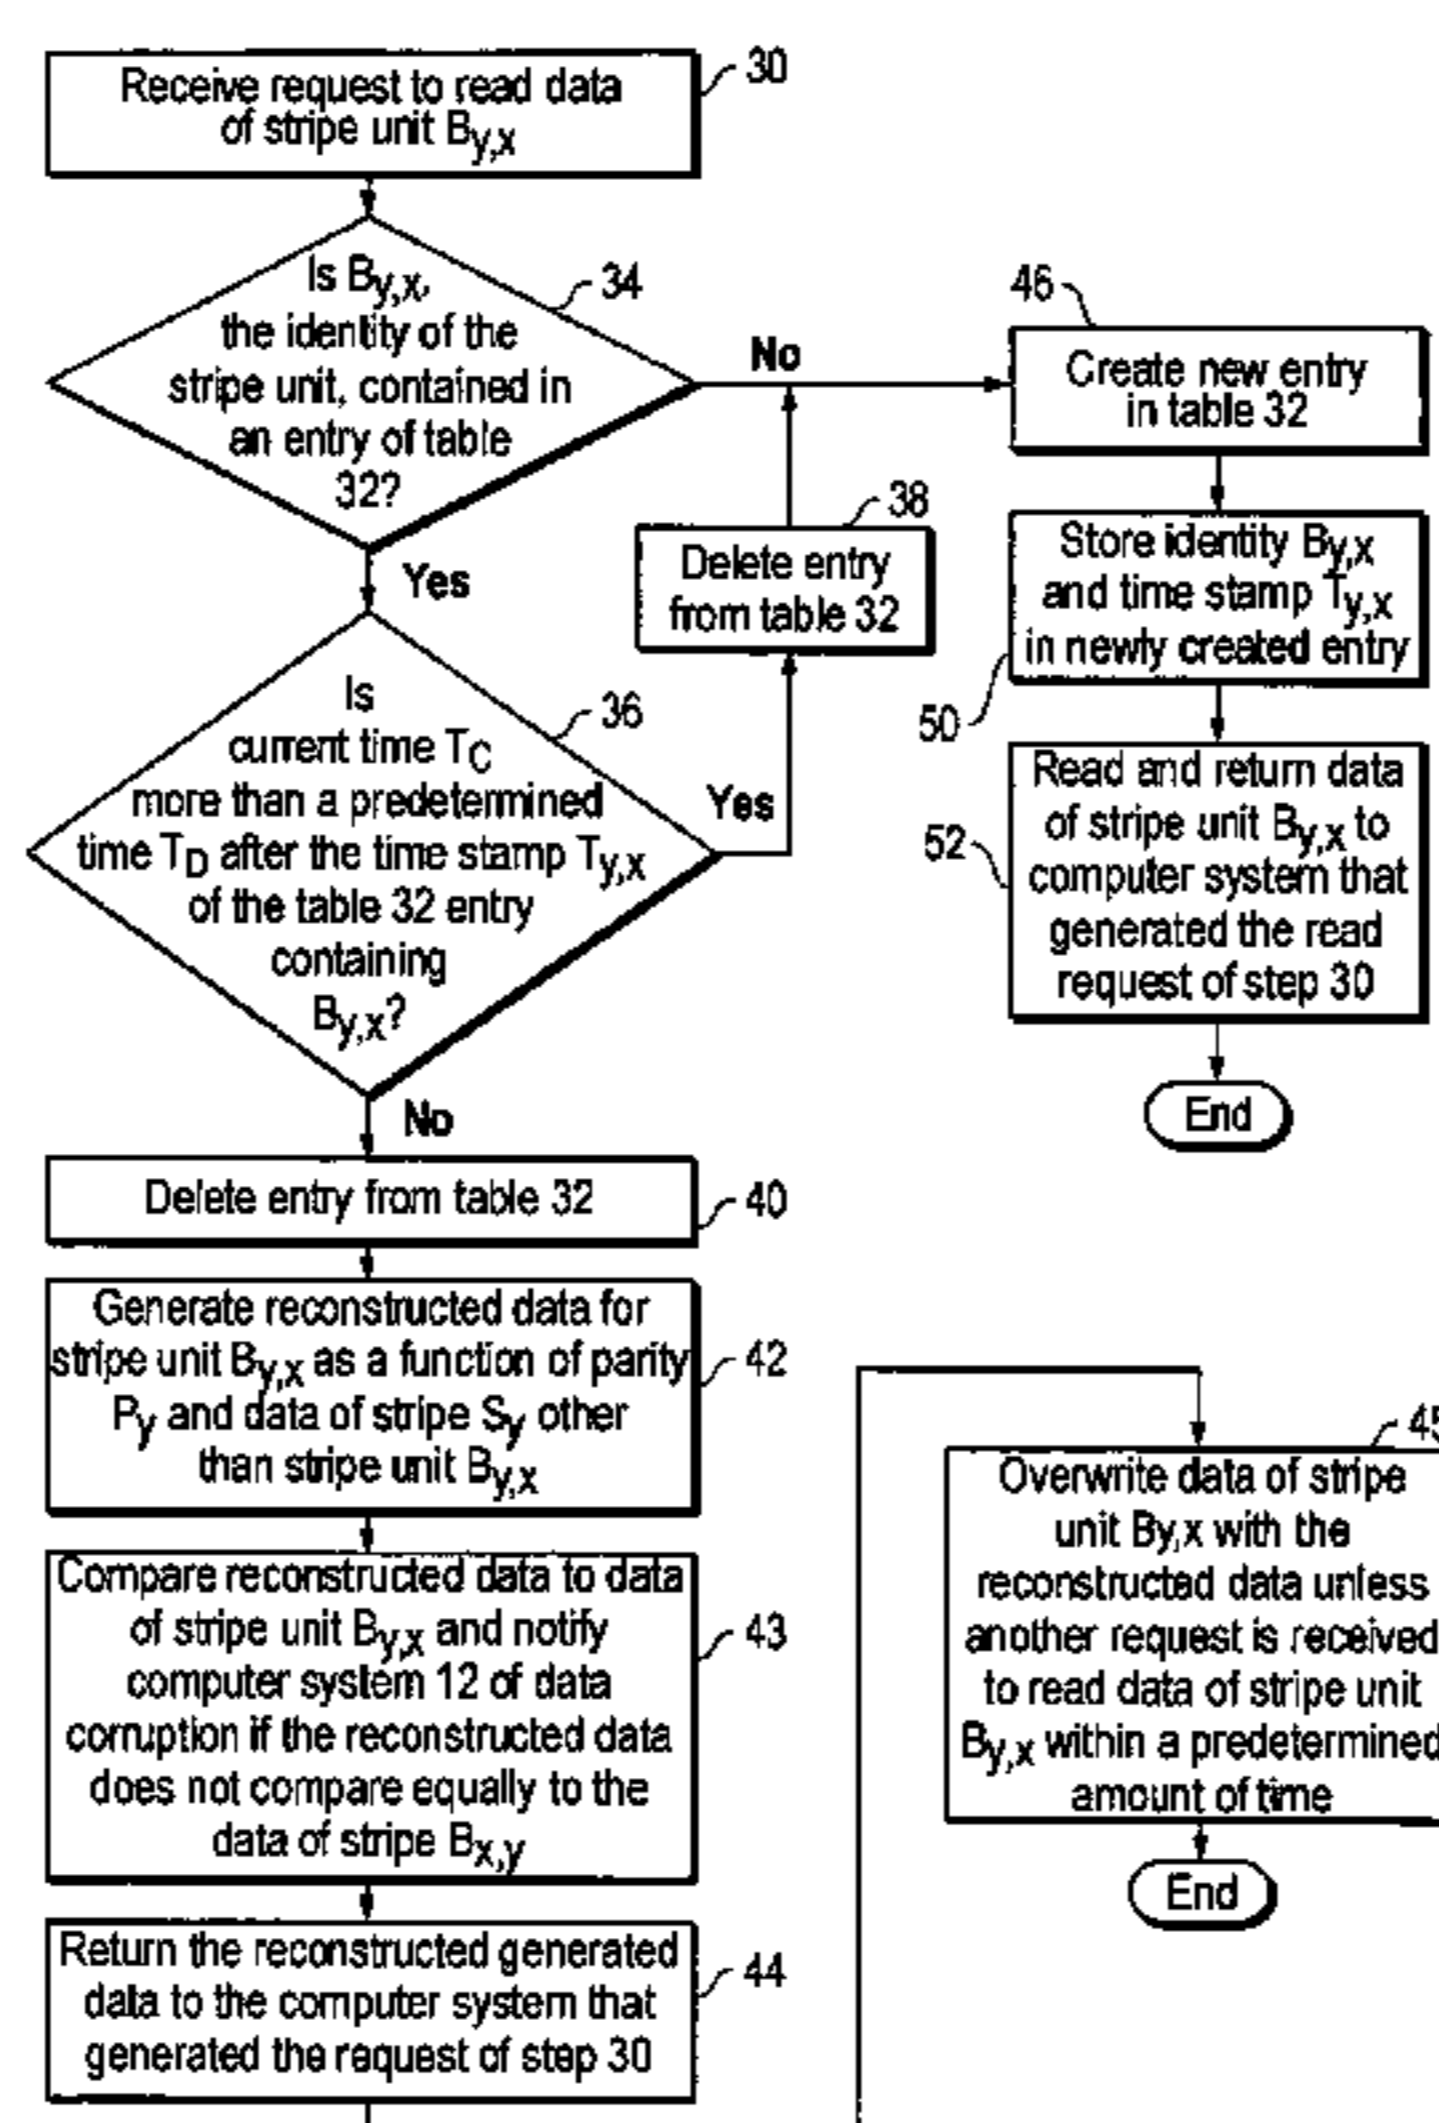 30
Receive request to read data
of stripe unit By,x
34
Is By,x,
the identity of the
stripe unit, contained in
an entry of table
32?
No
Yes
46
Create new entry
in table 32
38
Delete entry
from table 32
Store identity By,x
and time stamp Ty,x
in newly created entry
50
36
Is
current time TC
more than a predetermined
time TD after the time stamp Ty,x
of the table 32 entry
containing
By,x?
Yes
No
52
Read and return data
of stripe unit By,x to
computer system that
generated the read
request of step 30
End
Delete entry from table 32
40
Generate reconstructed data for
stripe unit By,x as a function of parity
Py and data of stripe Sy other
than stripe unit By,x
42
Compare reconstructed data to data
of stripe unit By,x and notify
computer system 12 of data
corruption if the reconstructed data
does not compare equally to the
data of stripe Bx,y
43
Return the reconstructed generated
data to the computer system that
generated the request of step 30
44
45
Overwrite data of stripe
unit By,x with the
reconstructed data unless
another request is received
to read data of stripe unit
By,x within a predetermined
amount of time
End